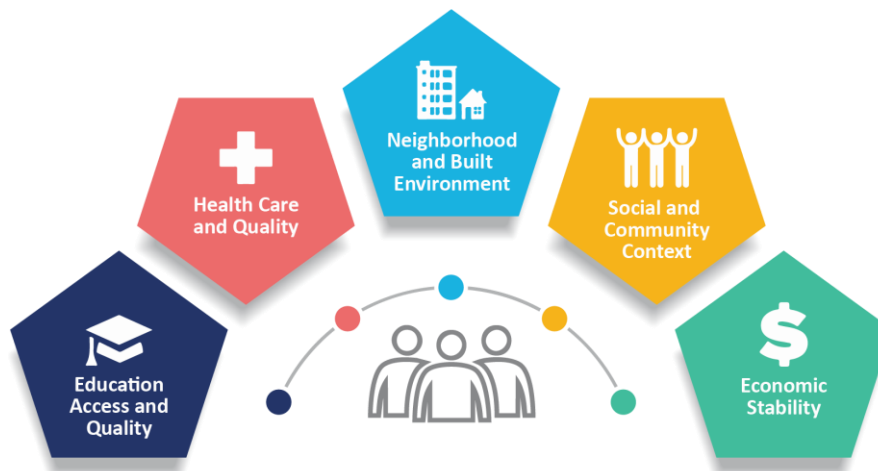 Education
Access and
Quality
Health Care
and Quality
Neighborhood
and Built
Environment
Social and
Community
Context
$
Economic
Stability